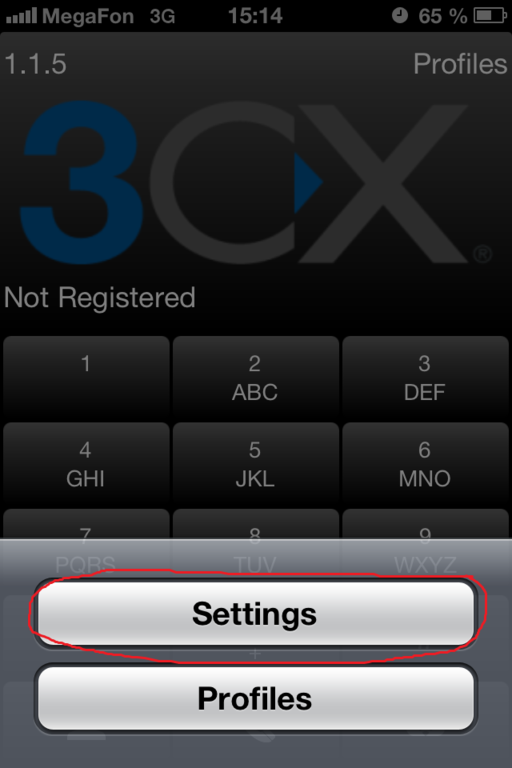 MegaFon 3G 15:14 65 %
1.1.5 Profiles
3CX®
Not Registered
1 2 3
ABC DEF
4 5 6
GHI JKL MNO
7 8 9
PQRS TUV WXYZ
Settings
+
Profiles